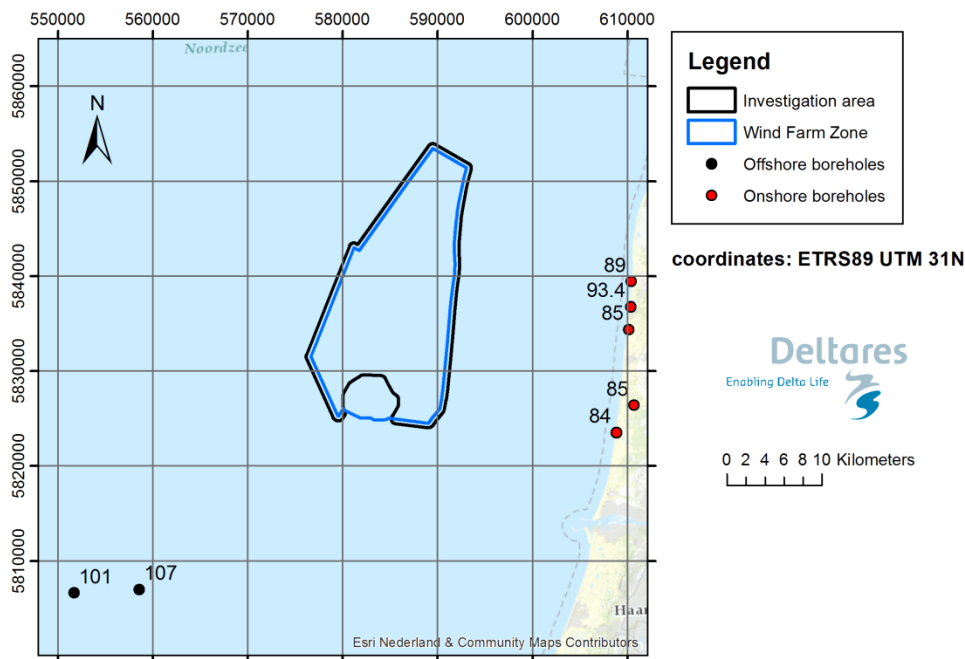 550000 560000 570000 580000 590000 600000 610000
Noordzee
N
5860000
5850000
5840000
5830000
5820000
5810000
89
93.4
85
85
84
101
107
Esri Nederland & Community Maps Contributors
Legend
Investigation area
Wind Farm Zone
Offshore boreholes
Onshore boreholes
coordinates: ETRS89 UTM 31N
Deltares
Enabling Delta Life
0 2 4 6 8 10 Kilometers